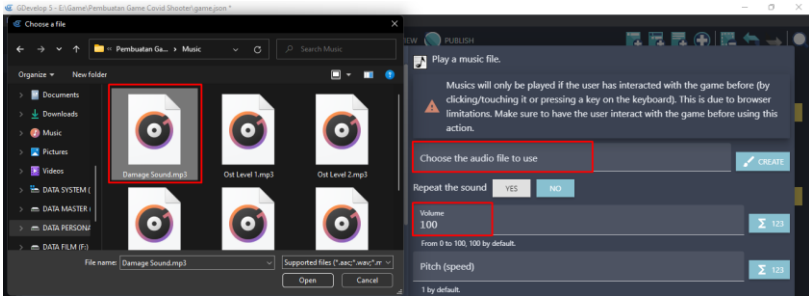 GDevelop 5 - E:\Game\Pembuatan Game Covid Shooter\game.json *
Choose a file
Pembuatan Ga... › Music
Search Music
Organize
New folder
Documents
Downloads
Music
Pictures
Videos
DATA SYSTEM (
DATA MASTER
DATA PERSONA
DATA FILM (F:)
Damage Sound.mp3
Ost Level 1.mp3
Ost Level 2.mp3
File name: Damage Sound.mp3
Supported files (*.aac;*.wav;*.m
Open
Cancel
PUBLISH
Play a music file.
Musics will only be played if the user has interacted with the game before (by
clicking/touching it or pressing a key on the keyboard). This is due to browser
limitations. Make sure to have the user interact with the game before using this
action.
Choose the audio file to use
CREATE
Repeat the sound YES NO
Volume
100
Σ 123
From 0 to 100, 100 by default.
Pitch (speed)
Σ 123
1 by default.